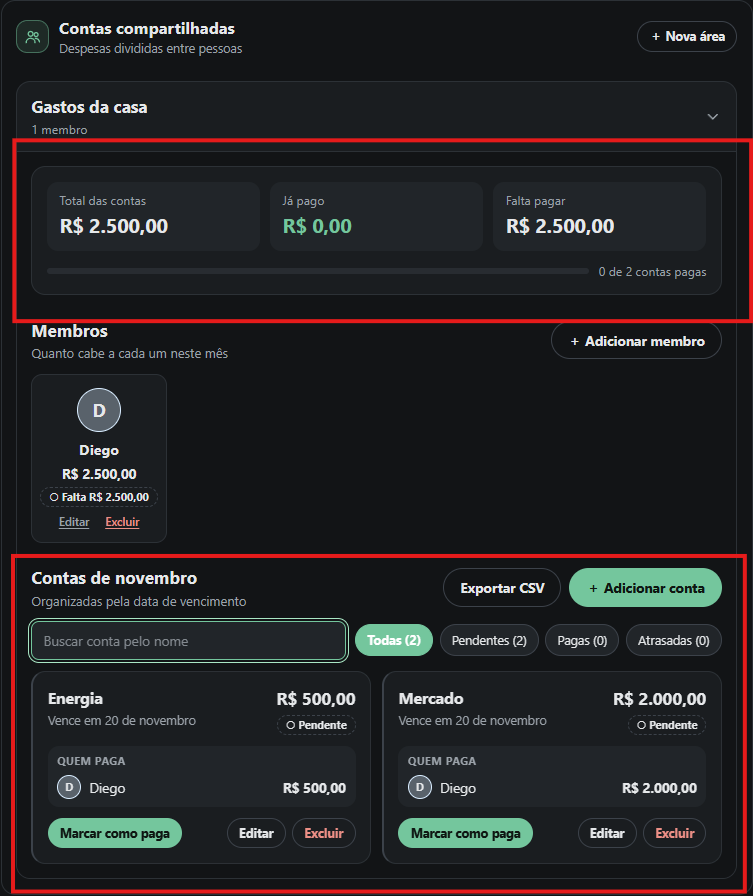 Contas compartilhadas
Despesas divididas entre pessoas
+ Nova área
Gastos da casa
1 membro
Total das contas
R$ 2.500,00
Já pago
R$ 0,00
Falta pagar
R$ 2.500,00
0 de 2 contas pagas
Membros
Quanto cabe a cada um neste mês
+ Adicionar membro
D
Diego
R$ 2.500,00
Falta R$ 2.500,00
Editar Excluir
Contas de novembro
Organizadas pela data de vencimento
Exportar CSV
+ Adicionar conta
Buscar conta pelo nome
Todas (2)
Pendentes (2)
Pagas (0)
Atrasadas (0)
Energia
R$ 500,00
Vence em 20 de novembro
Pendente
QUEM PAGA
D Diego R$ 500,00
Marcar como paga
Editar
Excluir
Mercado
R$ 2.000,00
Vence em 20 de novembro
Pendente
QUEM PAGA
D Diego R$ 2.000,00
Marcar como paga
Editar
Excluir